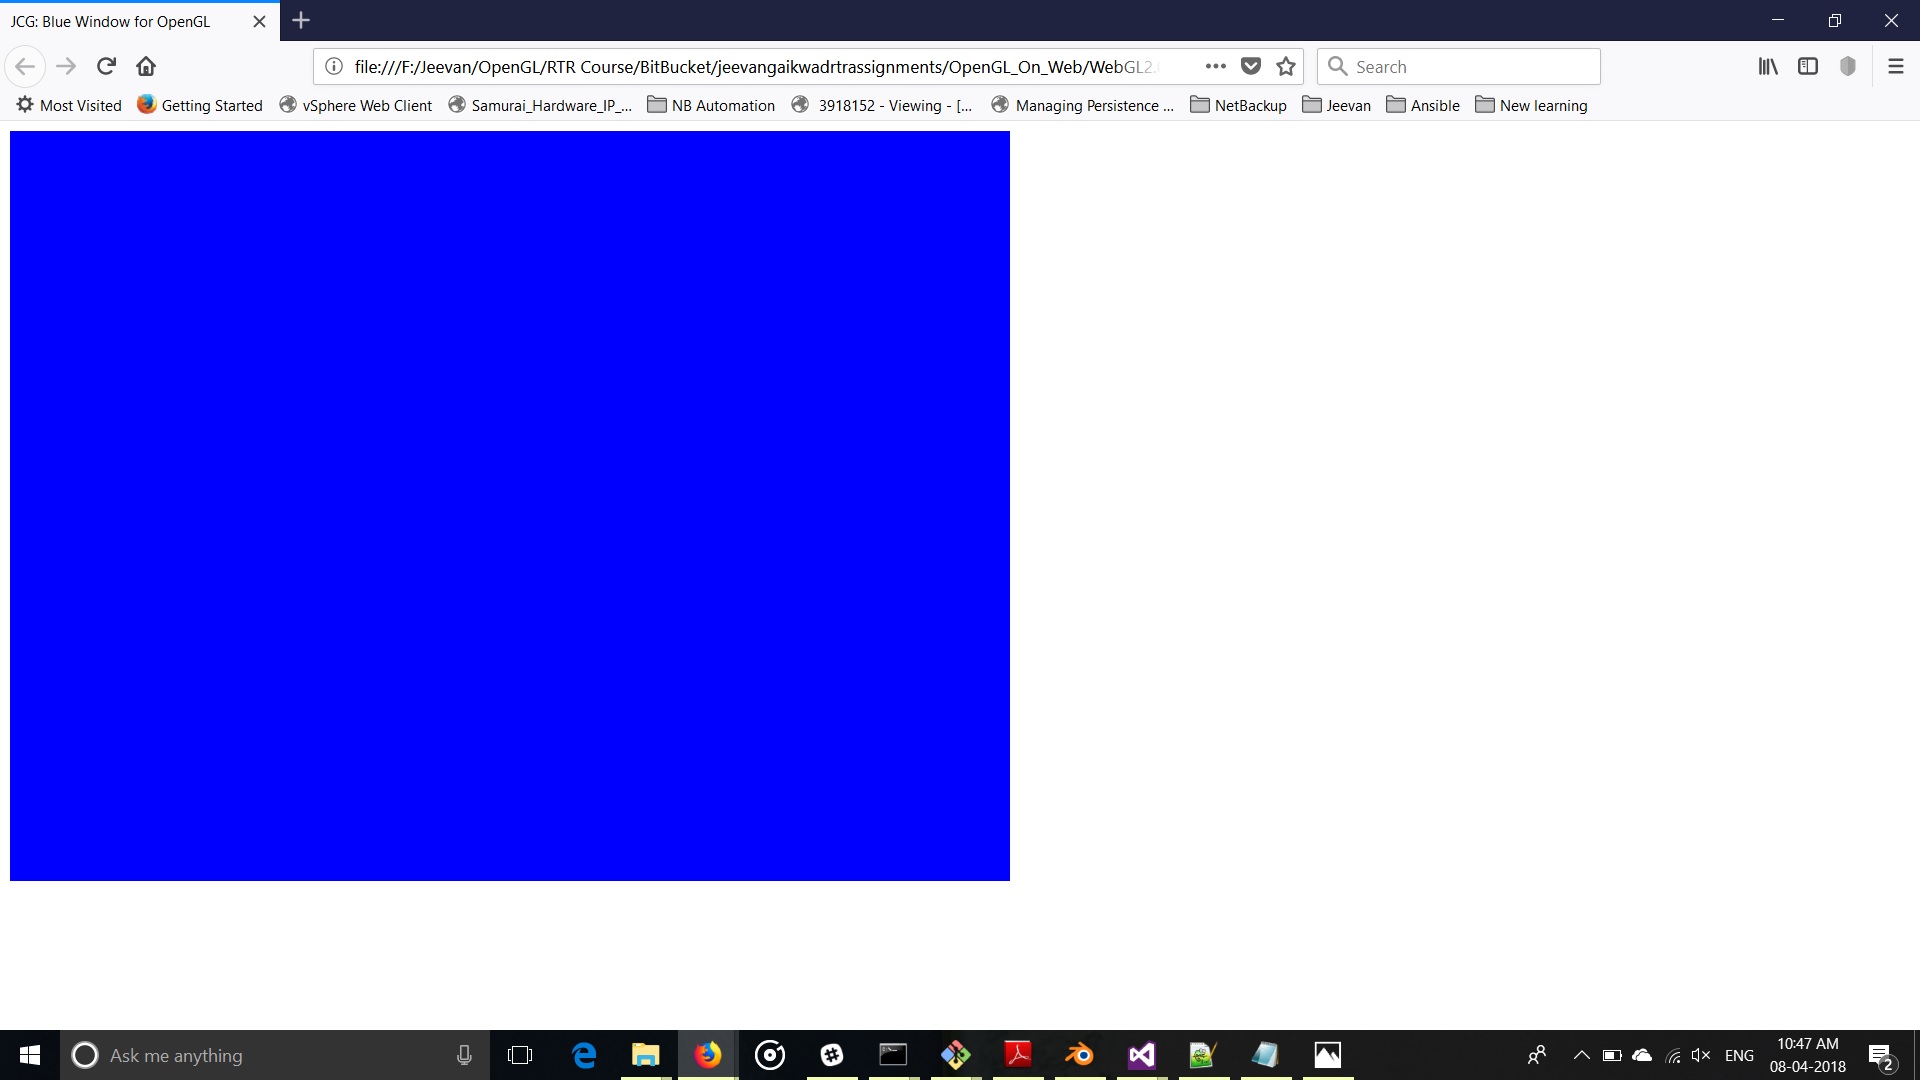 JCG: Blue Window for OpenGL
file:///F:/Jeevan/OpenGL/RTR Course/BitBucket/jeevangaikwadrtrassignments/OpenGL_On_Web/WebGL2.
Search
Most Visited Getting Started vSphere Web Client Samurai_Hardware_IP_... NB Automation 3918152 - Viewing - [... Managing Persistence ... NetBackup Jeevan Ansible New learning
Ask me anything
ENG
10:47 AM
08-04-2018
2